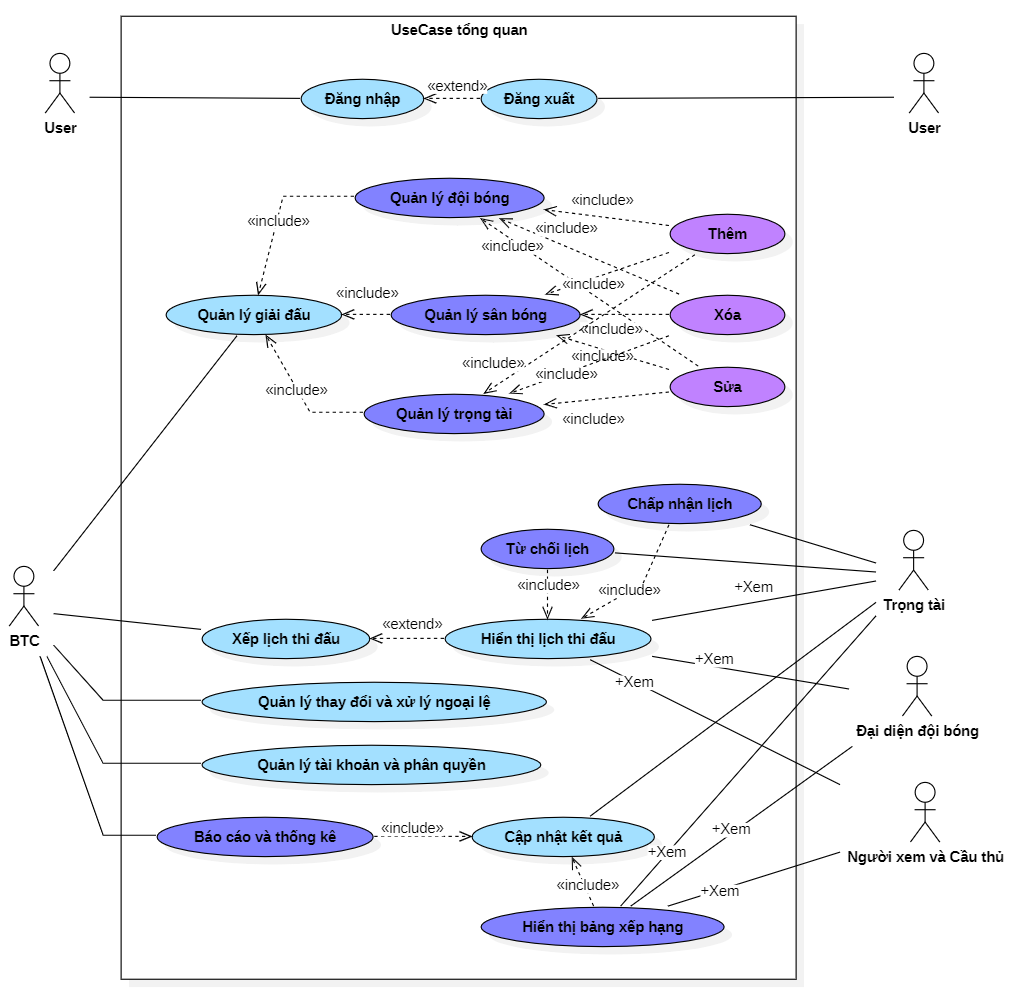 UseCase tổng quan
User
«extend»
Đăng nhập
Đăng xuất
User
Quản lý đội bóng
«include»
«include»
«include»
«include»
Thêm
«include»
«include»
Quản lý giải đấu
Quản lý sân bóng
Xóa
«include»
«include»
«include»
«include»
«include»
Sửa
Quản lý trọng tài
«include»
Chấp nhận lịch
Từ chối lịch
«include»
«include»
+Xem
Trọng tài
BTC
«extend»
Xếp lịch thi đấu
Hiển thị lịch thi đấu
+Xem
+Xem
Quản lý thay đổi và xử lý ngoại lệ
Đại diện đội bóng
Quản lý tài khoản và phân quyền
«include»
+Xem
Báo cáo và thống kê
Cập nhật kết quả
+Xem
Người xem và Cầu thủ
«include»
+Xem
Hiển thị bảng xếp hạng